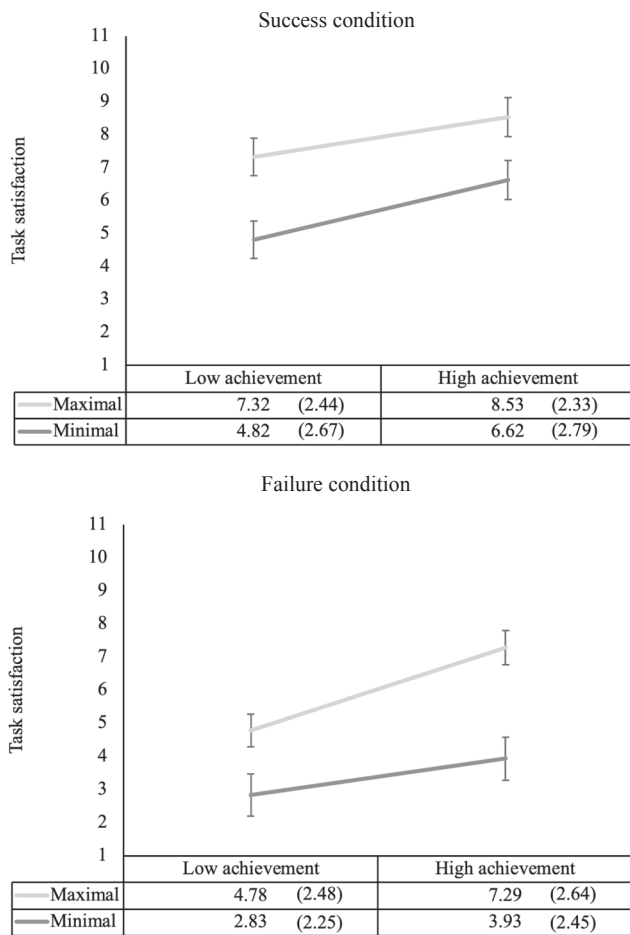 Success condition
Task satisfaction
11
10
9
8
7
6
5
4
3
2
1
Low achievement High achievement
Maximal 7.32 (2.44) 8.53 (2.33)
Minimal 4.82 (2.67) 6.62 (2.79)
Failure condition
Task satisfaction
11
10
9
8
7
6
5
4
3
2
1
Low achievement High achievement
Maximal 4.78 (2.48) 7.29 (2.64)
Minimal 2.83 (2.25) 3.93 (2.45)